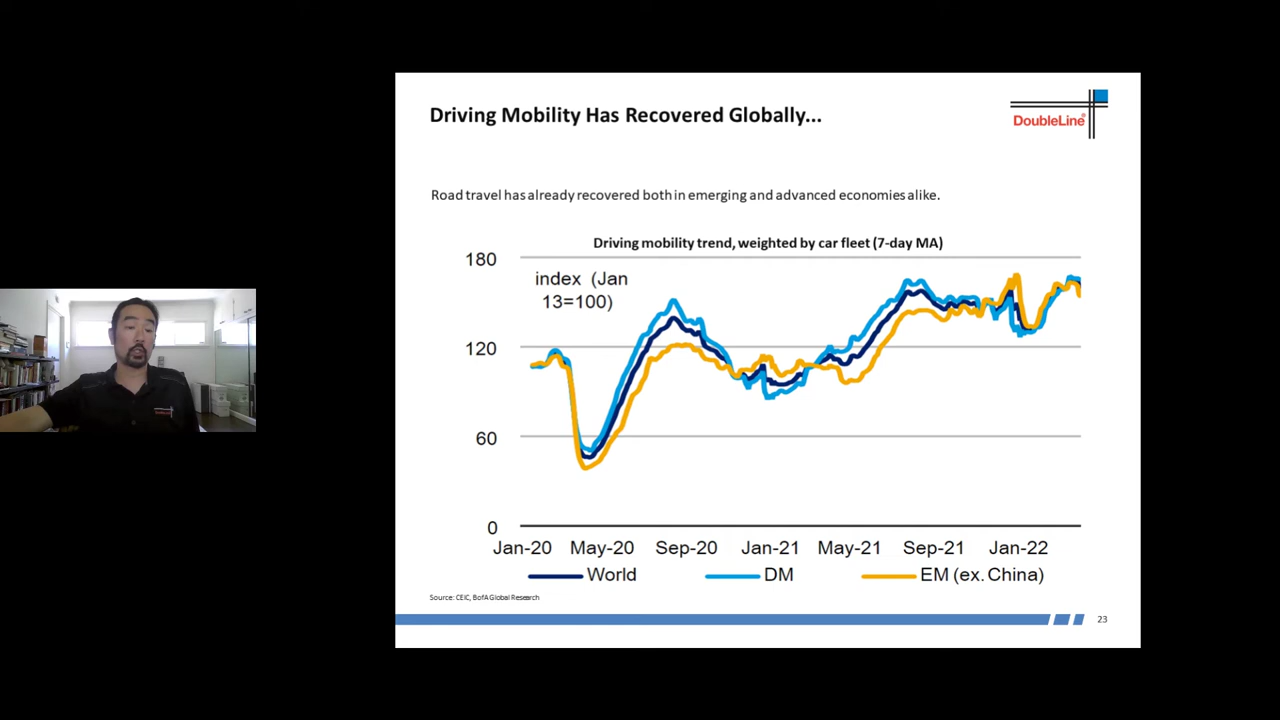 Driving Mobility Has Recovered Globally...
DoubleLine®
Road travel has already recovered both in emerging and advanced economies alike.
Driving mobility trend, weighted by car fleet (7-day MA)
180
index (Jan
13=100)
120
60
0
Jan-20 May-20 Sep-20 Jan-21 May-21 Sep-21 Jan-22
World DM EM (ex. China)
Source: CEIC, BofA Global Research
23